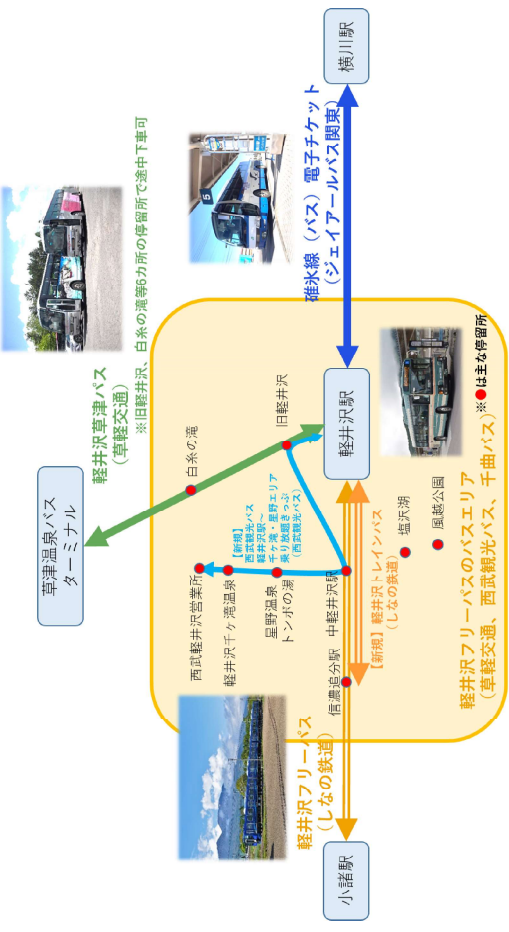 草津温泉バス
ターミナル
軽井沢草津バス
（草軽交通）
※旧軽井沢、白糸の滝等6カ所の停留所で途中下車可
横川駅
碓氷線（バス）電子チケット
（ジェイアールバス関東）
5
白糸の滝
旧軽井沢
西武軽井沢営業所
軽井沢千ヶ滝温泉
星野温泉
トンボの湯
【新規】
西武観光バス
軽井沢駅～
千ヶ滝・星野エリア
乗り放題きっぷ
（西武観光バス）
軽井沢フリーパス
（しなの鉄道）
小諸駅
信濃追分駅
中軽井沢駅
軽井沢駅
【新規】軽井沢トレインパス
（しなの鉄道）
塩沢湖
風越公園
軽井沢フリーパスのバスエリア
（草軽交通、西武観光バス、千曲バス）
※●は主な停留所